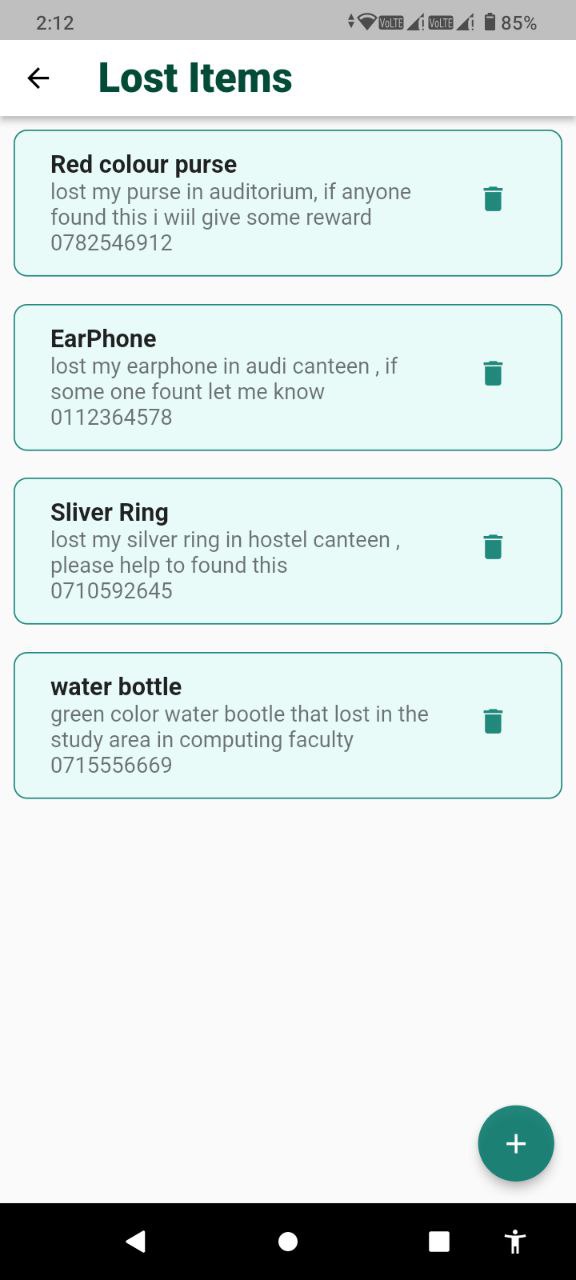 2:12
VoLTE VoLTE 85%
Lost Items
Red colour purse
lost my purse in auditorium, if anyone
found this i wiil give some reward
0782546912
EarPhone
lost my earphone in audi canteen , if
some one fount let me know
0112364578
Sliver Ring
lost my silver ring in hostel canteen ,
please help to found this
0710592645
water bottle
green color water bootle that lost in the
study area in computing faculty
0715556669